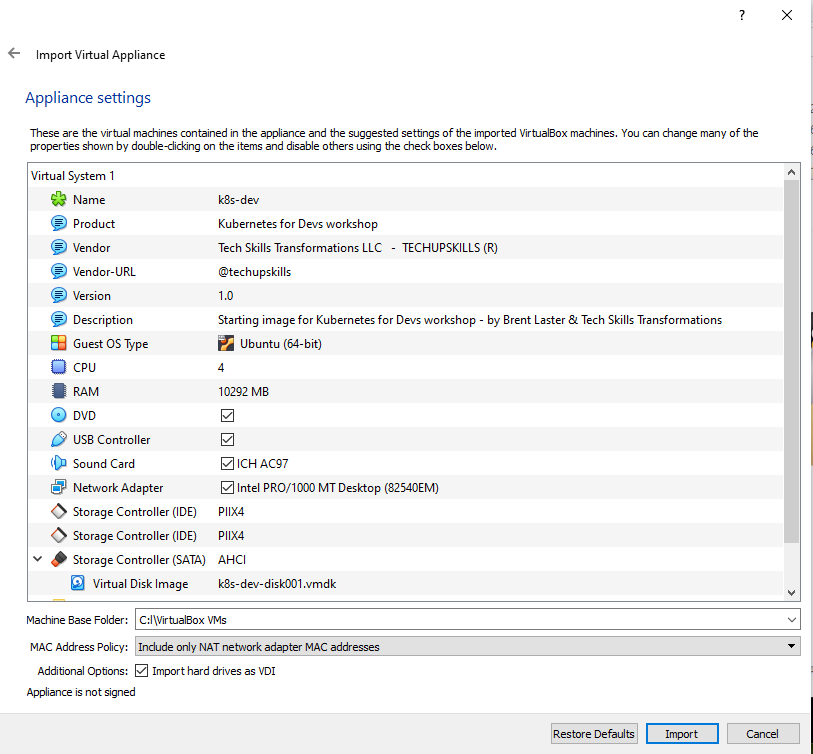 ?
Import Virtual Appliance
Appliance settings
These are the virtual machines contained in the appliance and the suggested settings of the imported VirtualBox machines. You can change many of the
properties shown by double-clicking on the items and disable others using the check boxes below.
Virtual System 1
Name k8s-dev
Product Kubernetes for Devs workshop
Vendor Tech Skills Transformations LLC - TECHUPSKILLS (R)
Vendor-URL @techupskills
Version 1.0
Description Starting image for Kubernetes for Devs workshop - by Brent Laster & Tech Skills Transformations
Guest OS Type Ubuntu (64-bit)
CPU 4
RAM 10292 MB
DVD
USB Controller
Sound Card ICH AC97
Network Adapter Intel PRO/1000 MT Desktop (82540EM)
Storage Controller (IDE) PIIX4
Storage Controller (IDE) PIIX4
Storage Controller (SATA) AHCI
Virtual Disk Image k8s-dev-disk001.vmdk
Machine Base Folder: C:\VirtualBox VMs
MAC Address Policy: Include only NAT network adapter MAC addresses
Additional Options: Import hard drives as VDI
Appliance is not signed
Restore Defaults Import Cancel